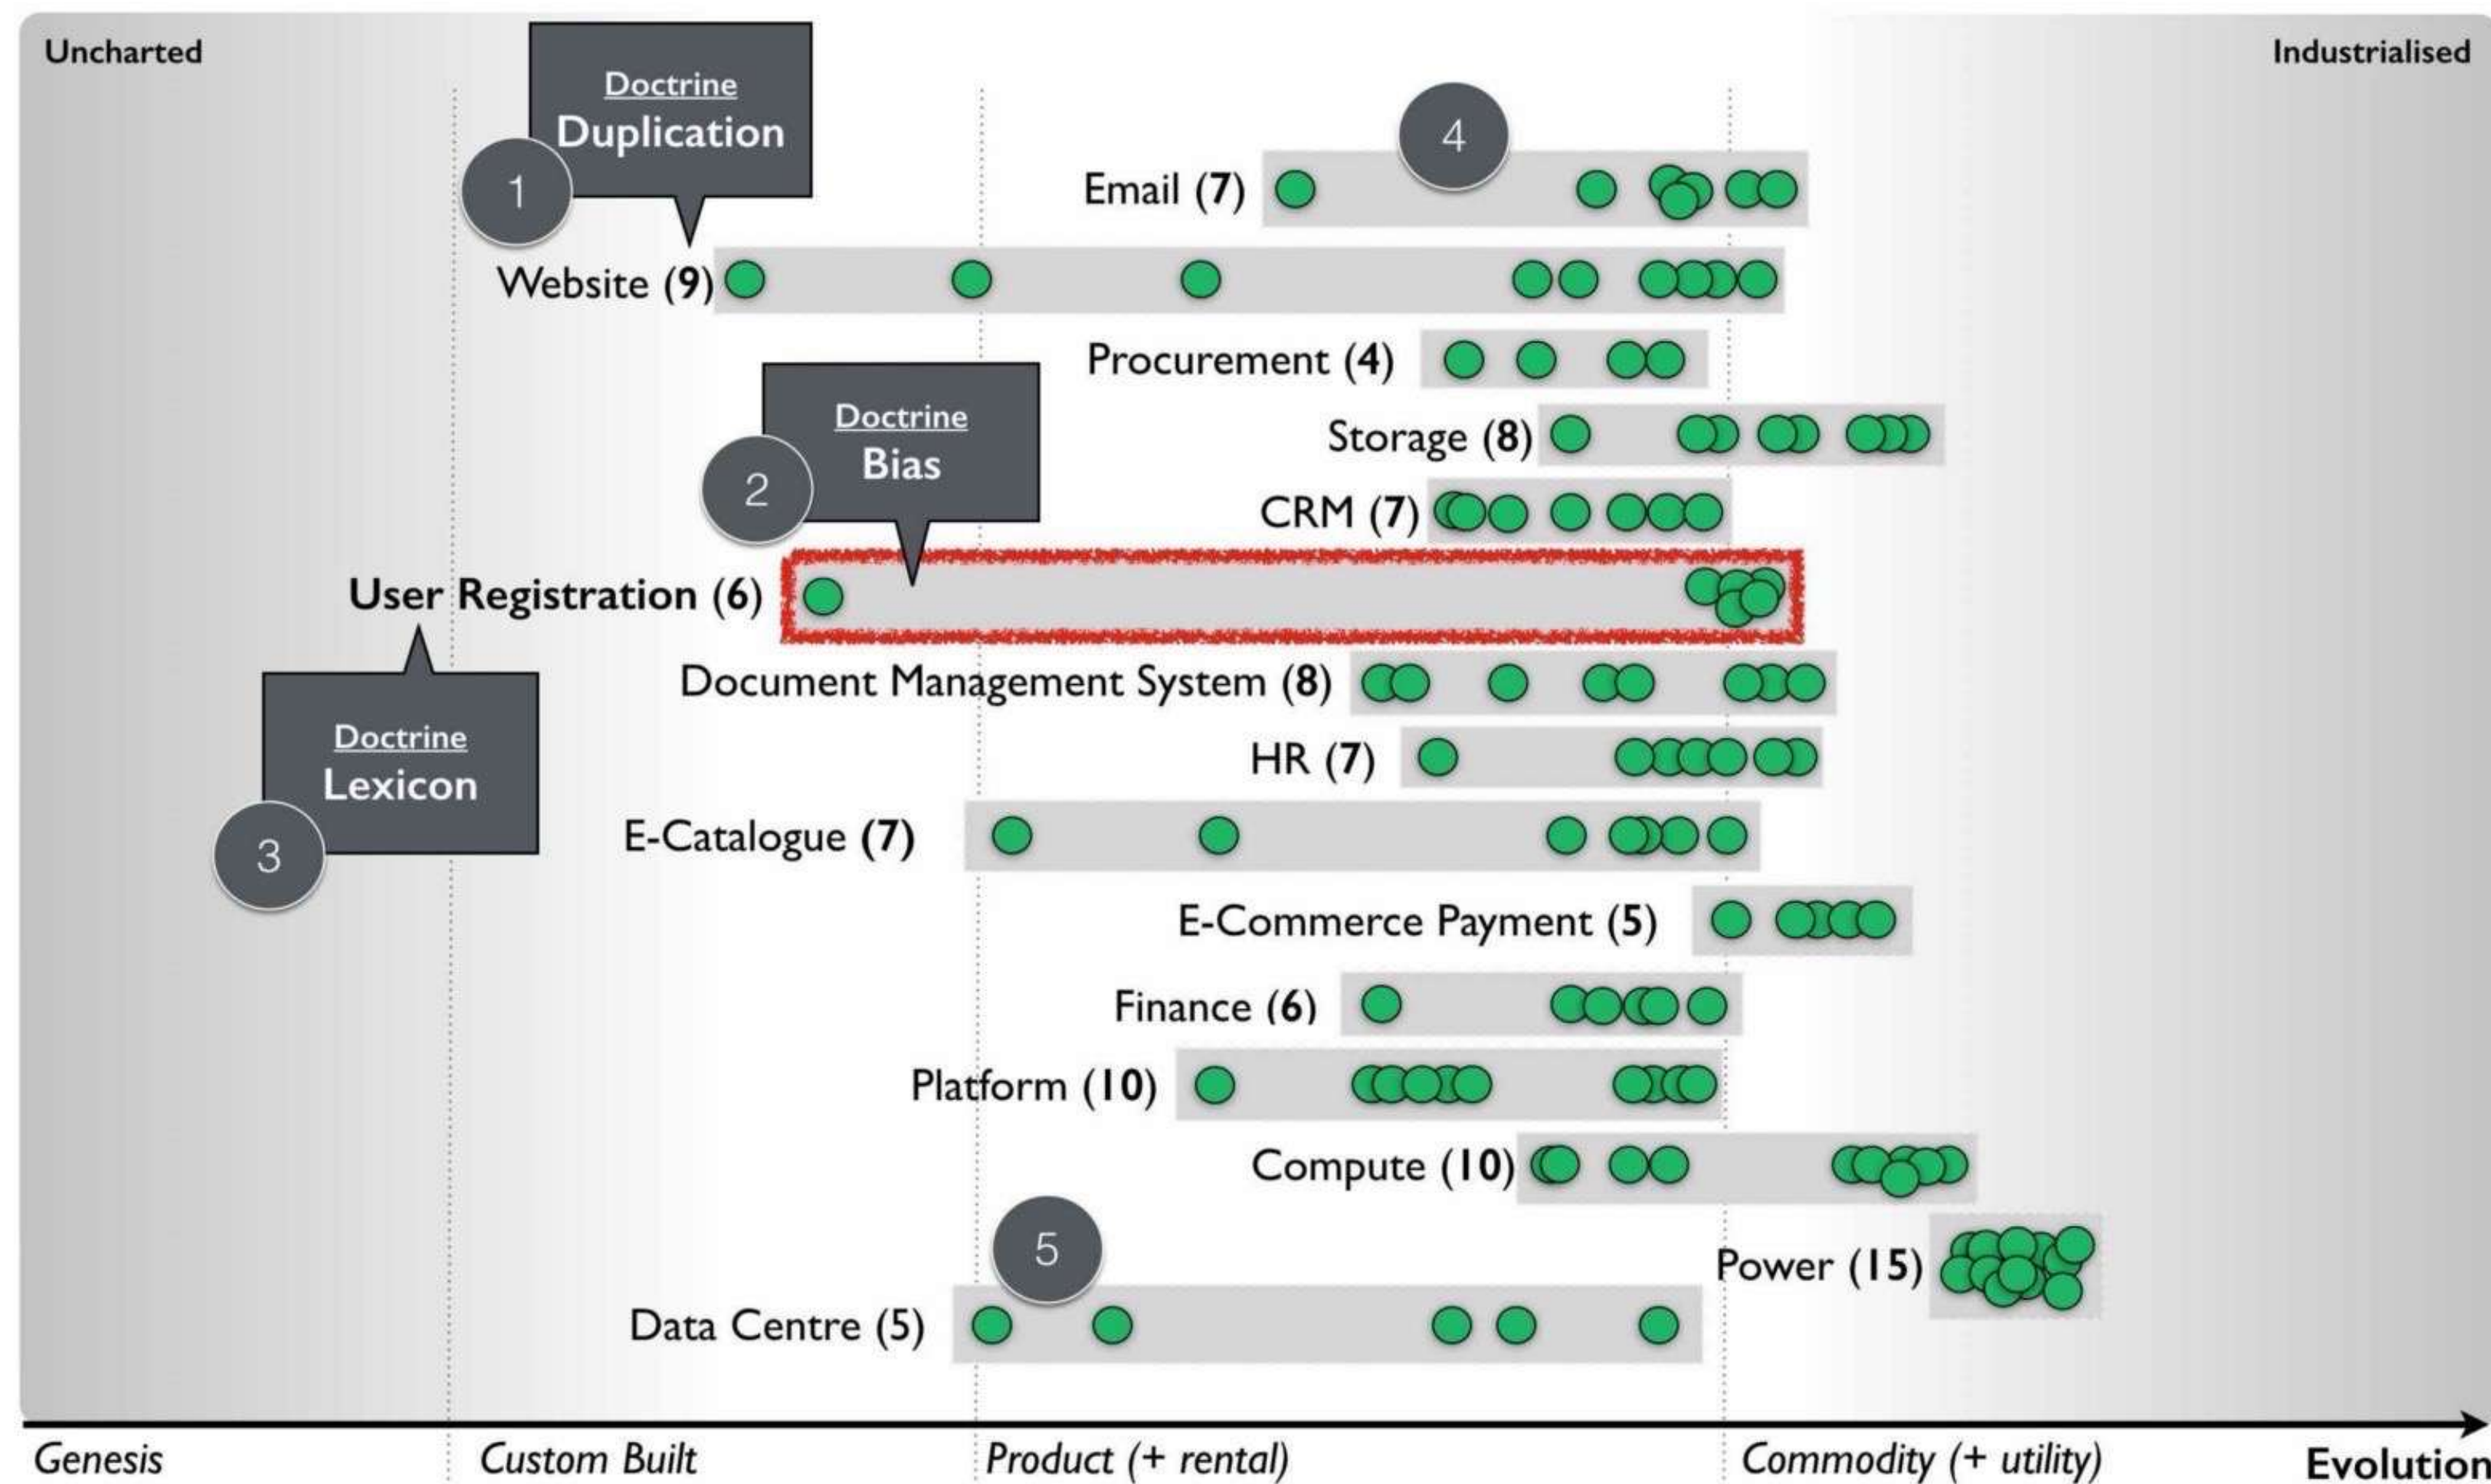 Uncharted
Industrialised
Doctrine
Duplication
1
4
Email (7)
Website (9)
Procurement (4)
Doctrine
Bias
2
Storage (8)
CRM (7)
User Registration (6)
Document Management System (8)
Doctrine
Lexicon
3
HR (7)
E-Catalogue (7)
E-Commerce Payment (5)
Finance (6)
Platform (10)
Compute (10)
5
Power (15)
Data Centre (5)
Genesis
Custom Built
Product (+ rental)
Commodity (+ utility)
Evolution